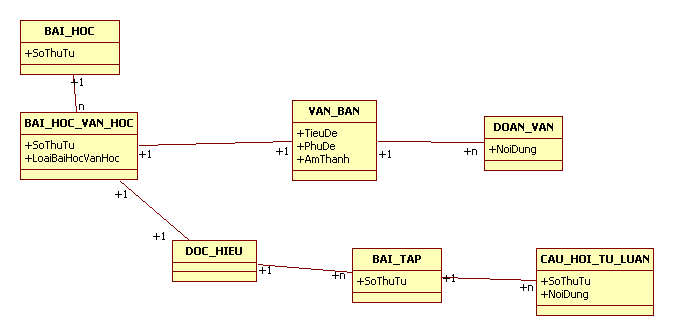 BAI_HOC
+SoThuTu
+1
n
BAI_HOC_VAN_HOC
+SoThuTu
+LoaiBaiHocVanHoc
+1
+1
VAN_BAN
+TieuDe
+PhuDe
+AmThanh
+1
+n
DOAN_VAN
+NoiDung
+1
+1
DOC_HIEU
+1
+n
BAI_TAP
+SoThuTu
+1
+n
CAU_HOI_TU_LUAN
+SoThuTu
+NoiDung